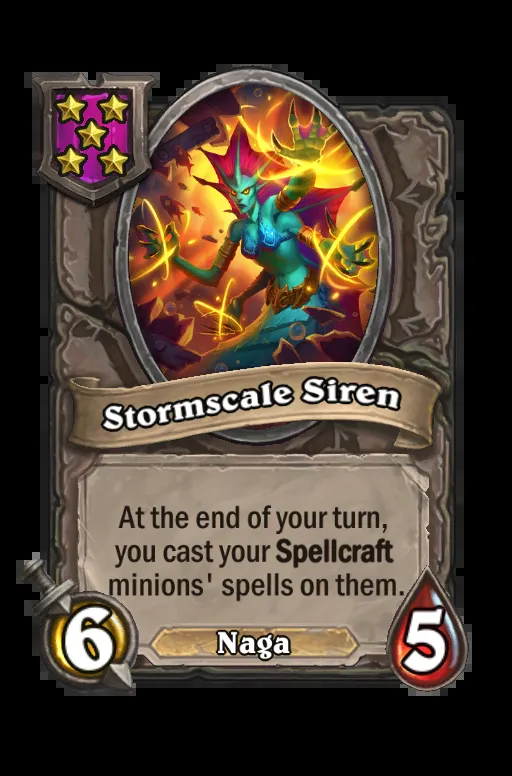 Stormscale Siren
At the end of your turn,
you cast your Spellcraft
minions' spells on them.
6
Naga
5